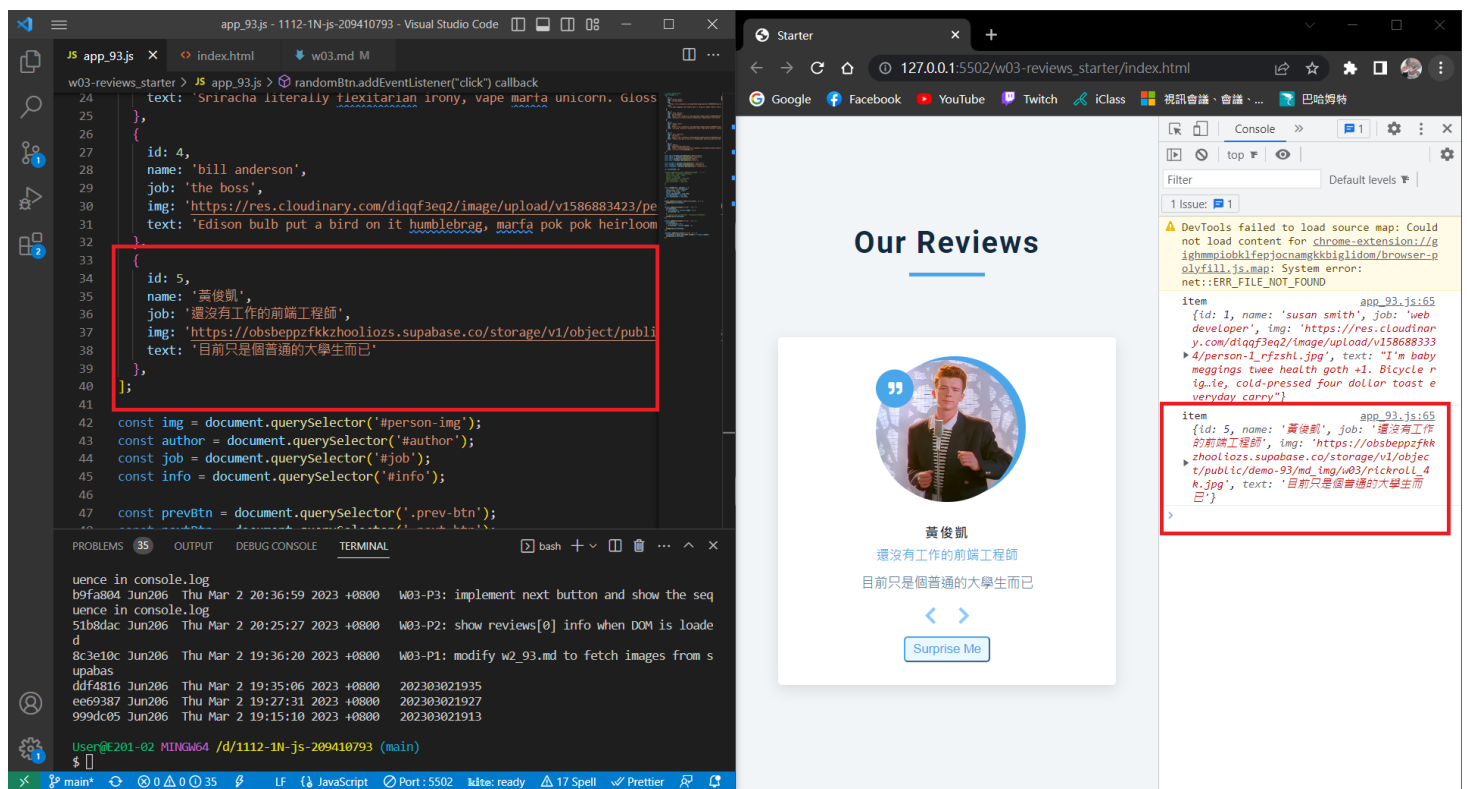 app_93.js - 1112-1N-js-209410793 - Visual Studio Code
JS app_93.js
<> index.html
w03.md M
w03-reviews_starter > JS app_93.js > randomBtn.addEventListener("click") callback
24 text: 'Sriracha literally flexitarian irony, vape marfa unicorn. Gloss
25 },
26 {
27 id: 4,
28 name: 'bill anderson',
29 job: 'the boss',
30 img: 'https://res.cloudinary.com/diqqf3eq2/image/upload/v1586883423/pe
31 text: 'Edison bulb put a bird on it humblebrag, marfa pok pok heirloom
32 },
33 {
34 id: 5,
35 name: '黃俊凱',
36 job: '還沒有工作的前端工程師',
37 img: 'https://obsbeppzfkkzhooliozs.supabase.co/storage/v1/object/publi
38 text: '目前只是個普通的大學生而已'
39 },
40 ];
41
42 const img = document.querySelector('#person-img');
43 const author = document.querySelector('#author');
44 const job = document.querySelector('#job');
45 const info = document.querySelector('#info');
46
47 const prevBtn = document.querySelector('.prev-btn');
PROBLEMS 35 OUTPUT DEBUG CONSOLE TERMINAL
bash
uence in console.log
b9fa804 Jun206 Thu Mar 2 20:36:59 2023 +0800 W03-P3: implement next button and show the seq
uence in console.log
51b8dac Jun206 Thu Mar 2 20:25:27 2023 +0800 W03-P2: show reviews[0] info when DOM is loade
d
8c3e10c Jun206 Thu Mar 2 19:36:20 2023 +0800 W03-P1: modify w2_93.md to fetch images from s
upabas
ddf4816 Jun206 Thu Mar 2 19:35:06 2023 +0800 202303021935
ee69387 Jun206 Thu Mar 2 19:27:31 2023 +0800 202303021927
999dc05 Jun206 Thu Mar 2 19:15:10 2023 +0800 202303021913
User@E201-02 MINGW64 /d/1112-1N-js-209410793 (main)
$
1
2
1
main* 0 0 35 LF {} JavaScript Port : 5502 kite: ready 17 Spell Prettier
Starter
127.0.0.1:5502/w03-reviews_starter/index.html
Google Facebook YouTube Twitch iClass 視訊會議、會議、... 巴哈姆特
Our Reviews
黃俊凱
還沒有工作的前端工程師
目前只是個普通的大學生而已
Surprise Me
Console » 1
top
Filter
Default levels
1 Issue: 1
DevTools failed to load source map: Could
not load content for chrome-extension://g
ighmmpiobklfepjocnamgkkbiglidom/browser-p
olyfill.js.map: System error:
net::ERR_FILE_NOT_FOUND
item app_93.js:65
{id: 1, name: 'susan smith', job: 'web
developer', img: 'https://res.cloudinar
y.com/diqqf3eq2/image/upload/v158688333
4/person-1_rfzshl.jpg', text: "I'm baby
meggings twee health goth +1. Bicycle r
ig…ie, cold-pressed four dollar toast e
veryday carry"}
item app_93.js:65
{id: 5, name: '黃俊凱', job: '還沒有工作
的前端工程師', img: 'https://obsbeppzfkk
zhooliozs.supabase.co/storage/v1/objec
t/public/demo-93/md_img/w03/rickroll_4
k.jpg', text: '目前只是個普通的大學生而
已'}